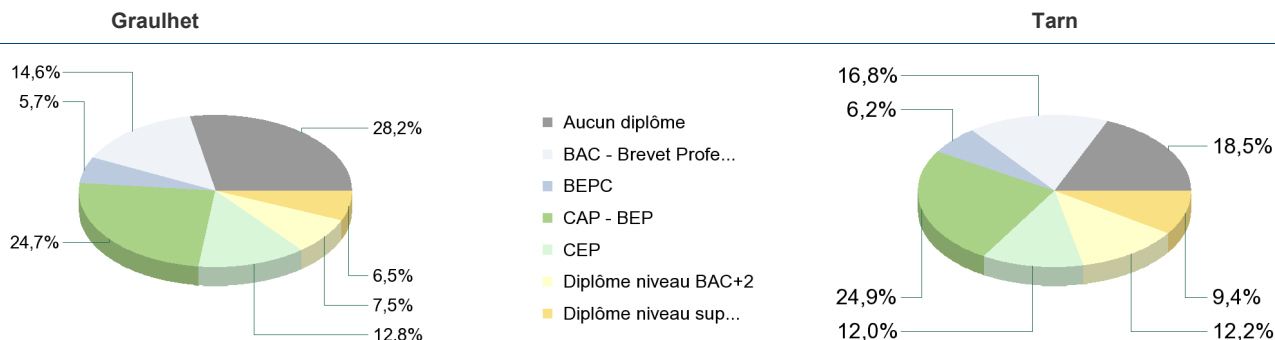 Graulhet
Tarn
14,6%
5,7%
28,2%
24,7%
6,5%
7,5%
12,8%
Aucun diplôme
BAC - Brevet Profe...
BEPC
CAP - BEP
CEP
Diplôme niveau BAC+2
Diplôme niveau sup...
16,8%
6,2%
18,5%
24,9%
9,4%
12,0%
12,2%